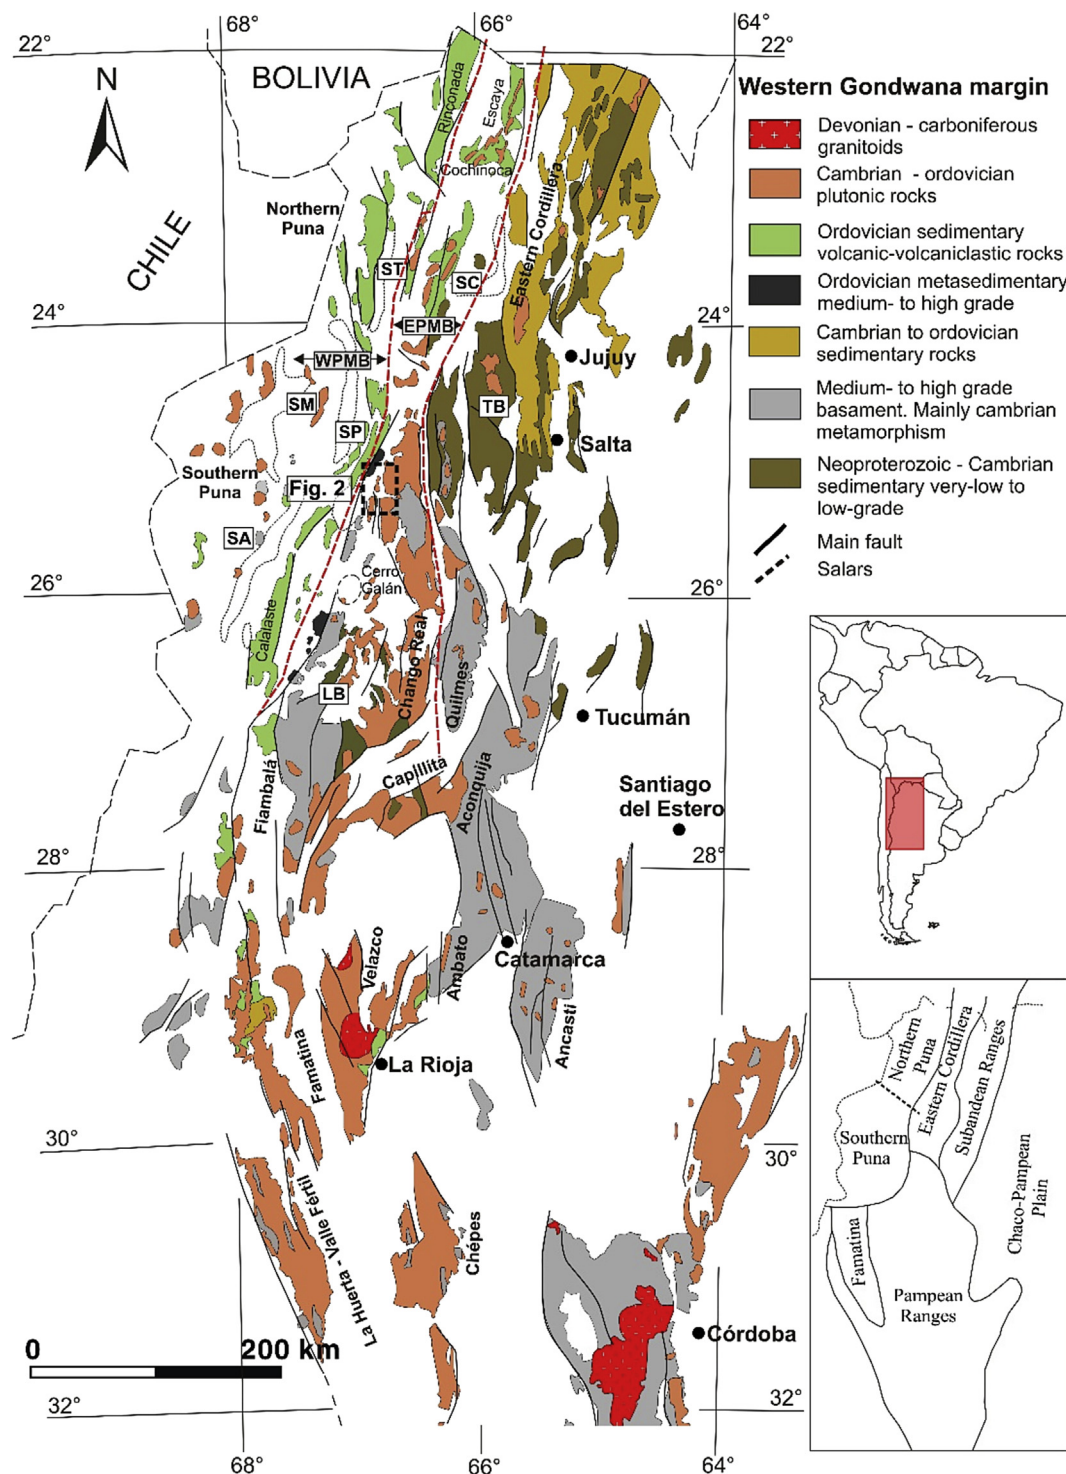 68°
66°
64°
22°
22°
N
BOLIVIA
CHILE
Rinconada
Escaya
Cochinoca
Northern
Puna
Eastern Cordillera
ST
SC
24°
24°
EPMB
WPMB
Jujuy
SM
TB
SP
Salta
Southern
Puna
Fig. 2
SA
26°
26°
Cerro
Galán
Calalaste
Chango Real
Quilmes
LB
Tucumán
Capillita
Fiambalá
Aconquija
Santiago
del Estero
28°
28°
Velazco
Ambato
Catamarca
Ancasti
Famatina
La Rioja
30°
30°
La Huerta - Valle Fértil
Chépes
Córdoba
0
200 km
32°
32°
68°
66°
64°
Western Gondwana margin
Devonian - carboniferous
granitoids
Cambrian - ordovician
plutonic rocks
Ordovician sedimentary
volcanic-volcaniclastic rocks
Ordovician metasedimentary
medium- to high grade
Cambrian to ordovician
sedimentary rocks
Medium- to high grade
basament. Mainly cambrian
metamorphism
Neoproterozoic - Cambrian
sedimentary very-low to
low-grade
Main fault
Salars
Northern
Puna
Eastern Cordillera
Subandean Ranges
Southern
Puna
Chaco-Pampean
Plain
Famatina
Pampean
Ranges